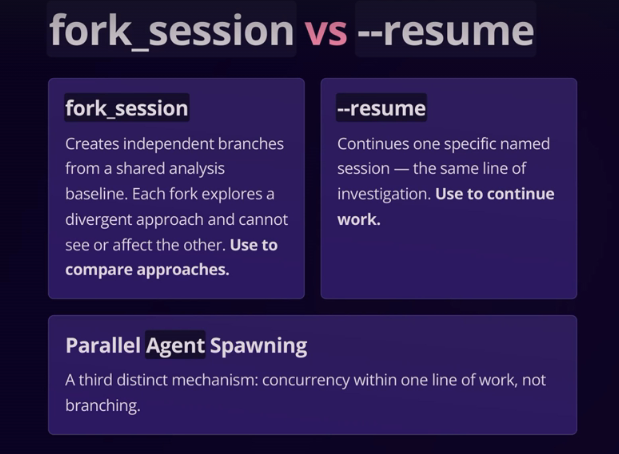 fork_session vs --resume
fork_session
Creates independent branches
from a shared analysis
baseline. Each fork explores a
divergent approach and cannot
see or affect the other. Use to
compare approaches.
--resume
Continues one specific named
session — the same line of
investigation. Use to continue
work.
Parallel Agent Spawning
A third distinct mechanism: concurrency within one line of work, not
branching.